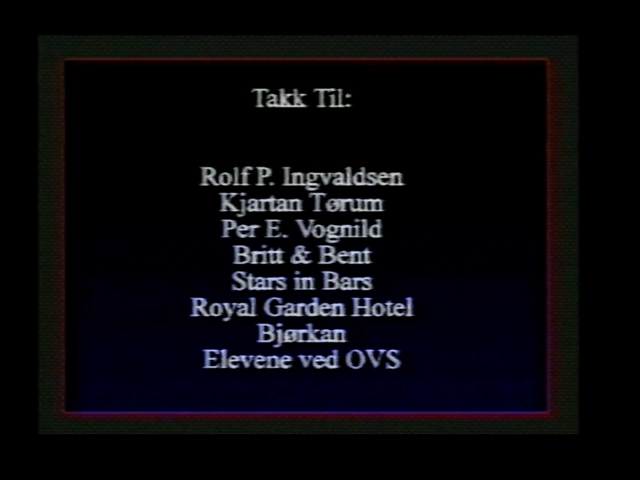 Takk Til:
Rolf P. Ingvaldsen
Kjartan Tørum
Per E. Vognild
Britt & Bent
Stars in Bars
Royal Garden Hotel
Bjørkan
Elevene ved OVS